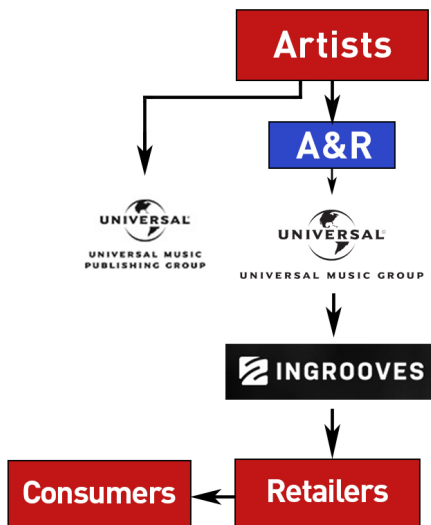 Artists
A&R
UNIVERSAL
UNIVERSAL MUSIC
PUBLISHING GROUP
UNIVERSAL
UNIVERSAL MUSIC GROUP
INGROOVES
Consumers
Retailers